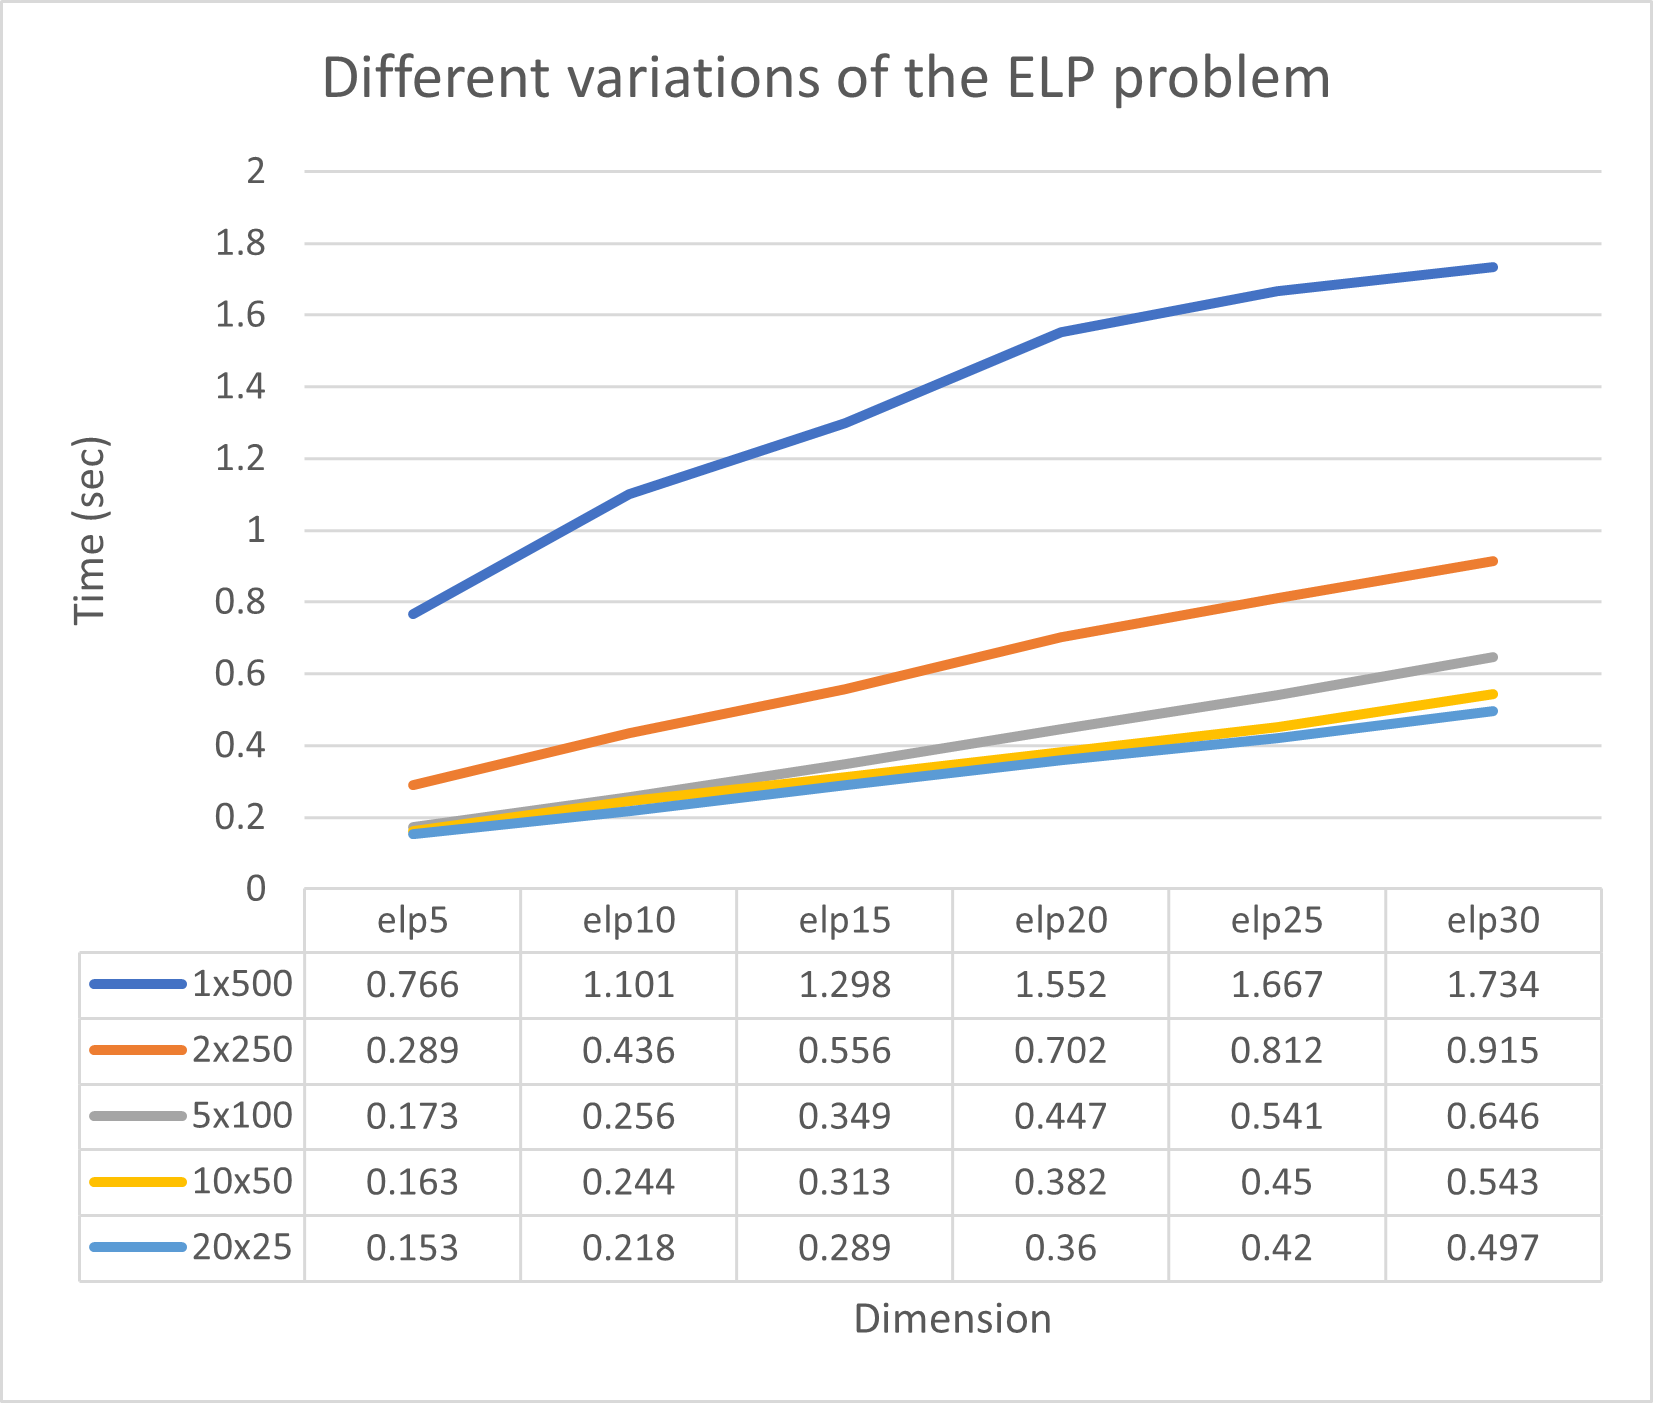 Different variations of the ELP problem
2
1.8
1.6
1.4
1.2
1
0.8
0.6
0.4
0.2
0
Time (sec)
elp5 elp10 elp15 elp20 elp25 elp30
1x500 0.766 1.101 1.298 1.552 1.667 1.734
2x250 0.289 0.436 0.556 0.702 0.812 0.915
5x100 0.173 0.256 0.349 0.447 0.541 0.646
10x50 0.163 0.244 0.313 0.382 0.45 0.543
20x25 0.153 0.218 0.289 0.36 0.42 0.497
Dimension